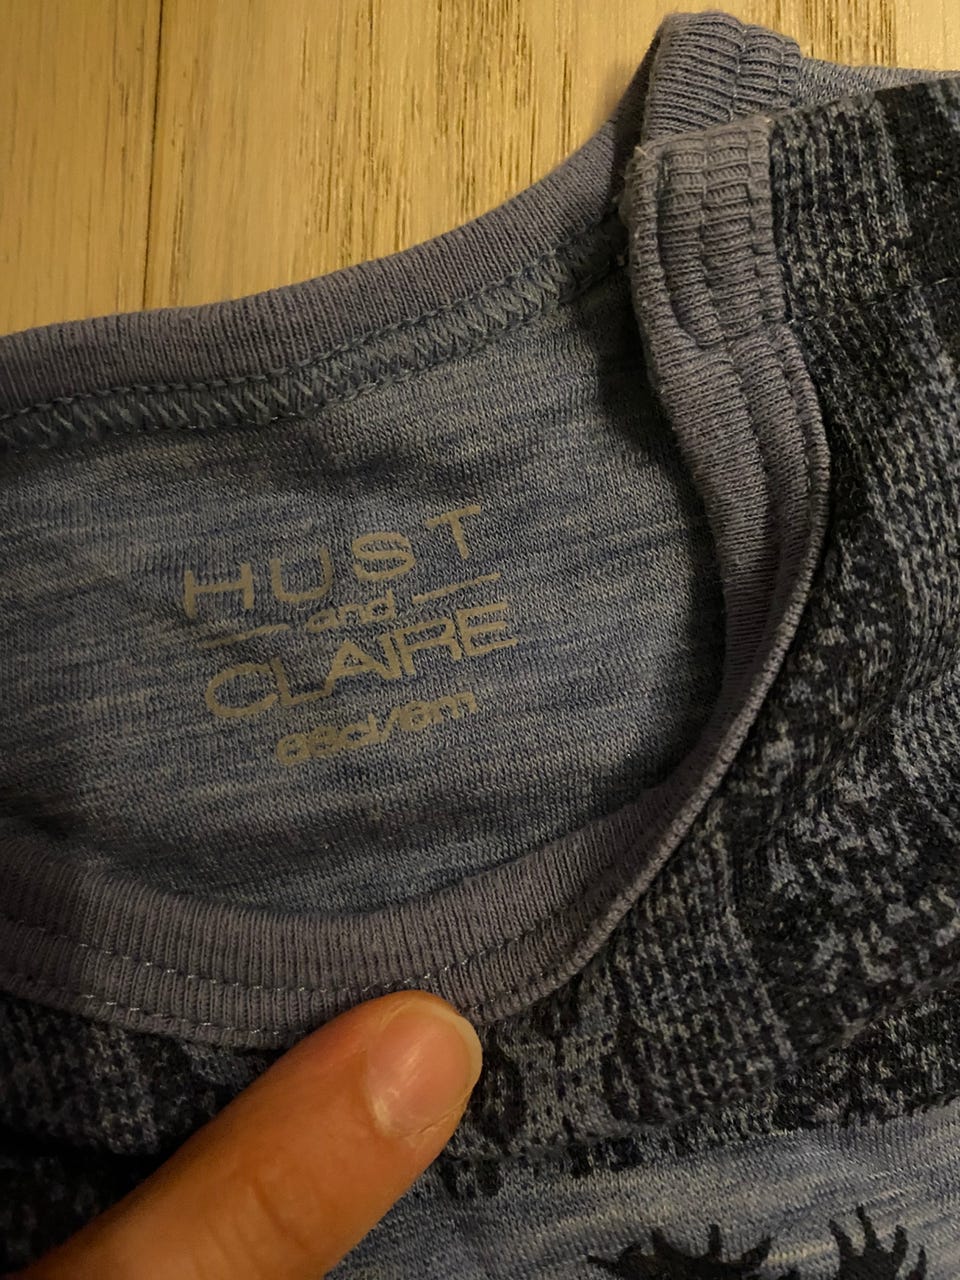 HUST
and
CLAIRE
68cl/6m